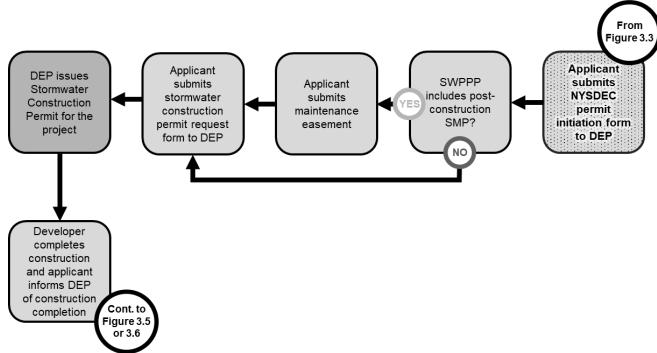 From
Figure 3.3
Applicant
submits
NYSDEC
permit
initiation form
to DEP
SWPPP
includes post-
construction
SMP?
YES
NO
Applicant
submits
maintenance
easement
Applicant
submits
stormwater
construction
permit request
form to DEP
DEP issues
Stormwater
Construction
Permit for the
project
Developer
completes
construction
and applicant
informs DEP
of construction
completion
Cont. to
Figure 3.5
or 3.6